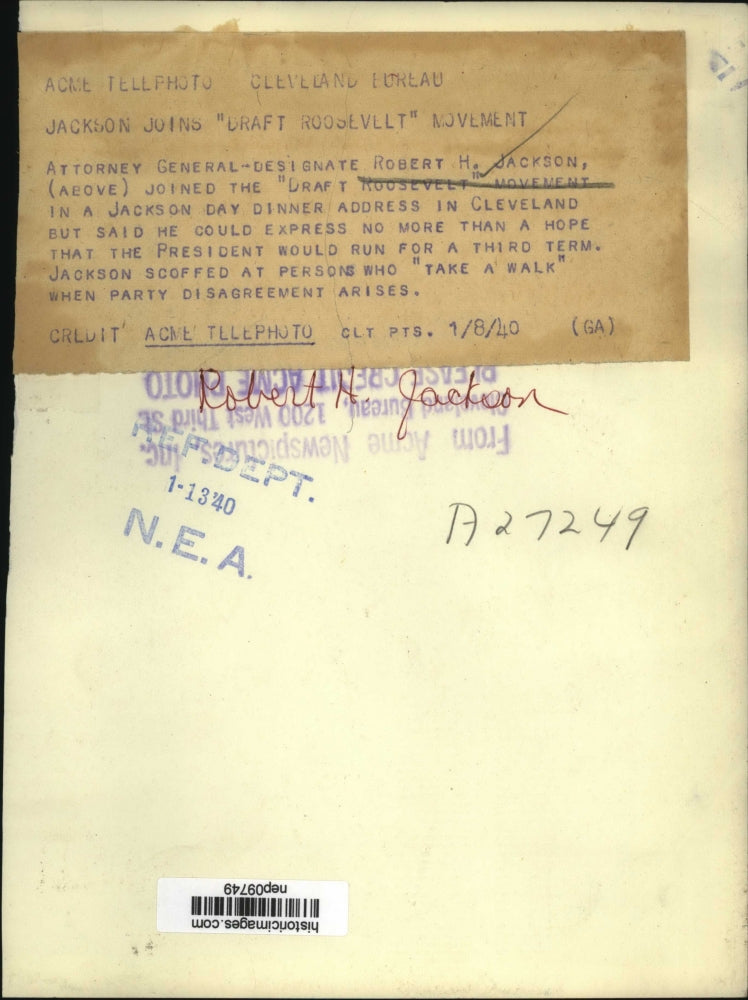 ACME TELEPHOTO CLEVELAND BUREAU
JACKSON JOINS "DRAFT ROOSEVELT" MOVEMENT
ATTORNEY GENERAL-DESIGNATE ROBERT H. JACKSON,
(ABOVE) JOINED THE "DRAFT ROOSEVELT" MOVEMENT
IN A JACKSON DAY DINNER ADDRESS IN CLEVELAND
BUT SAID HE COULD EXPRESS NO MORE THAN A HOPE
THAT THE PRESIDENT WOULD RUN FOR A THIRD TERM.
JACKSON SCOFFED AT PERSONS WHO "TAKE A WALK"
WHEN PARTY DISAGREEMENT ARISES.
CREDIT ACME TELEPHOTO CLT PTS. 1/8/40 (GA)
Robert H. Jackson
From Acme Newspictures, Inc.
Cleveland Bureau, 1200 West Third St.
PLEASE CREDIT ACME PHOTO
REF. DEPT.
1-13'40
N.E.A.
A27249
historicimages.com
nep09749